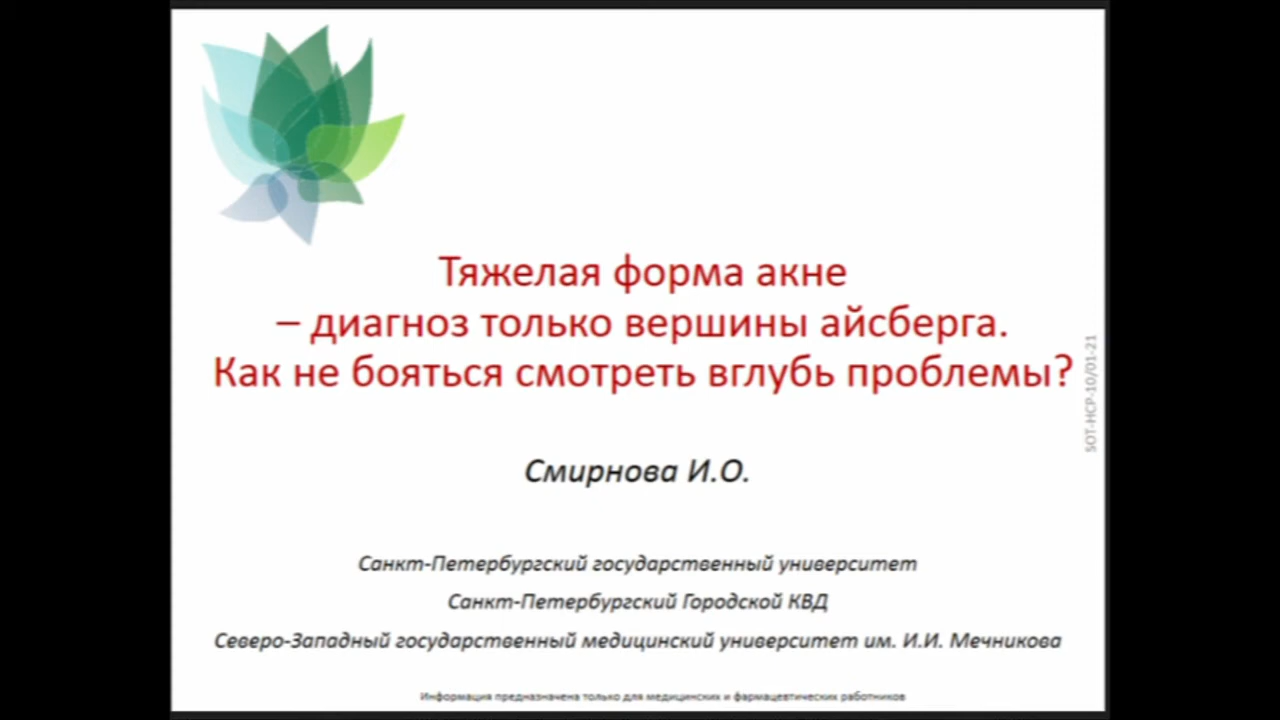 Тяжелая форма акне
– диагноз только вершины айсберга.
Как не бояться смотреть вглубь проблемы?
SOT-HCP-10/01-21
Смирнова И.О.
Санкт-Петербургский государственный университет
Санкт-Петербургский Городской КВД
Северо-Западный государственный медицинский университет им. И.И. Мечникова
Информация предназначена только для медицинских и фармацевтических работников